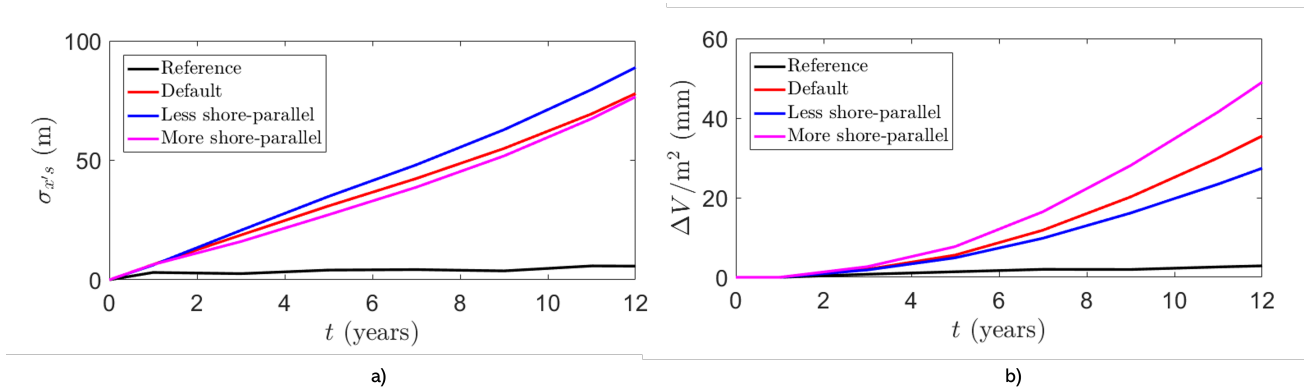 100
50
0
0 2 4 6 8 10 12
σx's (m)
t (years)
Reference
Default
Less shore-parallel
More shore-parallel
a)
60
40
20
0
0 2 4 6 8 10 12
ΔV/m² (mm)
t (years)
Reference
Default
Less shore-parallel
More shore-parallel
b)